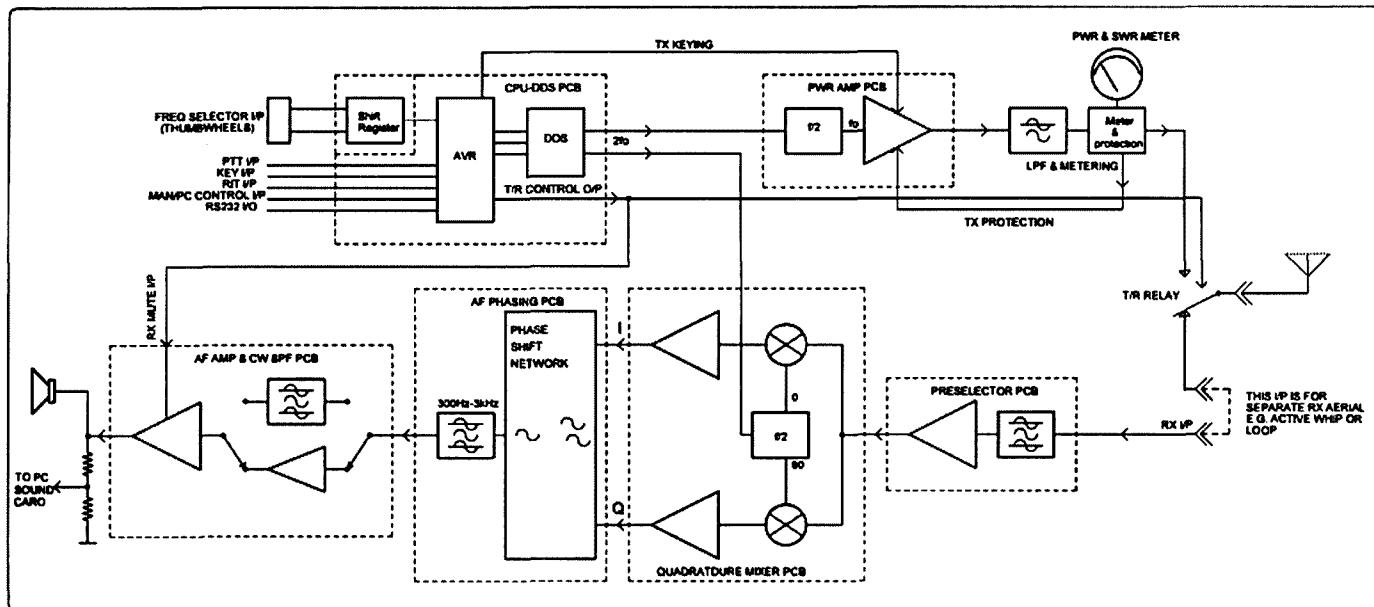 TX KEYING
PWR & SWR METER
CPU-DDS PCB
PWR AMP PCB
FREQ SELECTOR I/P
(THUMBWHEELS)
Shift
Register
AVR
DDS
2fo
f/2
fo
Meter
&
protection
LPF & METERING
PTT I/P
KEY I/P
RIT I/P
MAN/PC CONTROL I/P
RS232 I/O
T/R CONTROL O/P
TX PROTECTION
RX MUTE I/P
T/R RELAY
AF PHASING PCB
PHASE
SHIFT
NETWORK
I
AF AMP & CW BPF PCB
300Hz-3kHz
0
f/2
90
PRESELECTOR PCB
RX I/P
THIS I/P IS FOR
SEPARATE RX AERIAL
E.G. ACTIVE WHIP OR
LOOP
TO PC
SOUND
CARD
Q
QUADRATDURE MIXER PCB